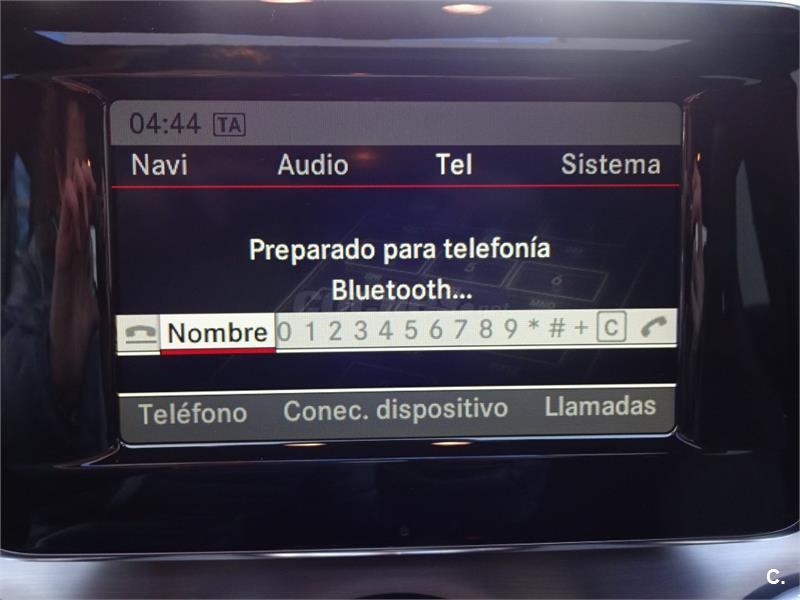 04:44 TA
Navi Audio Tel Sistema
Preparado para telefonía
Bluetooth...
Nombre 0 1 2 3 4 5 6 7 8 9 * # + C
Teléfono Conec. dispositivo Llamadas
C.